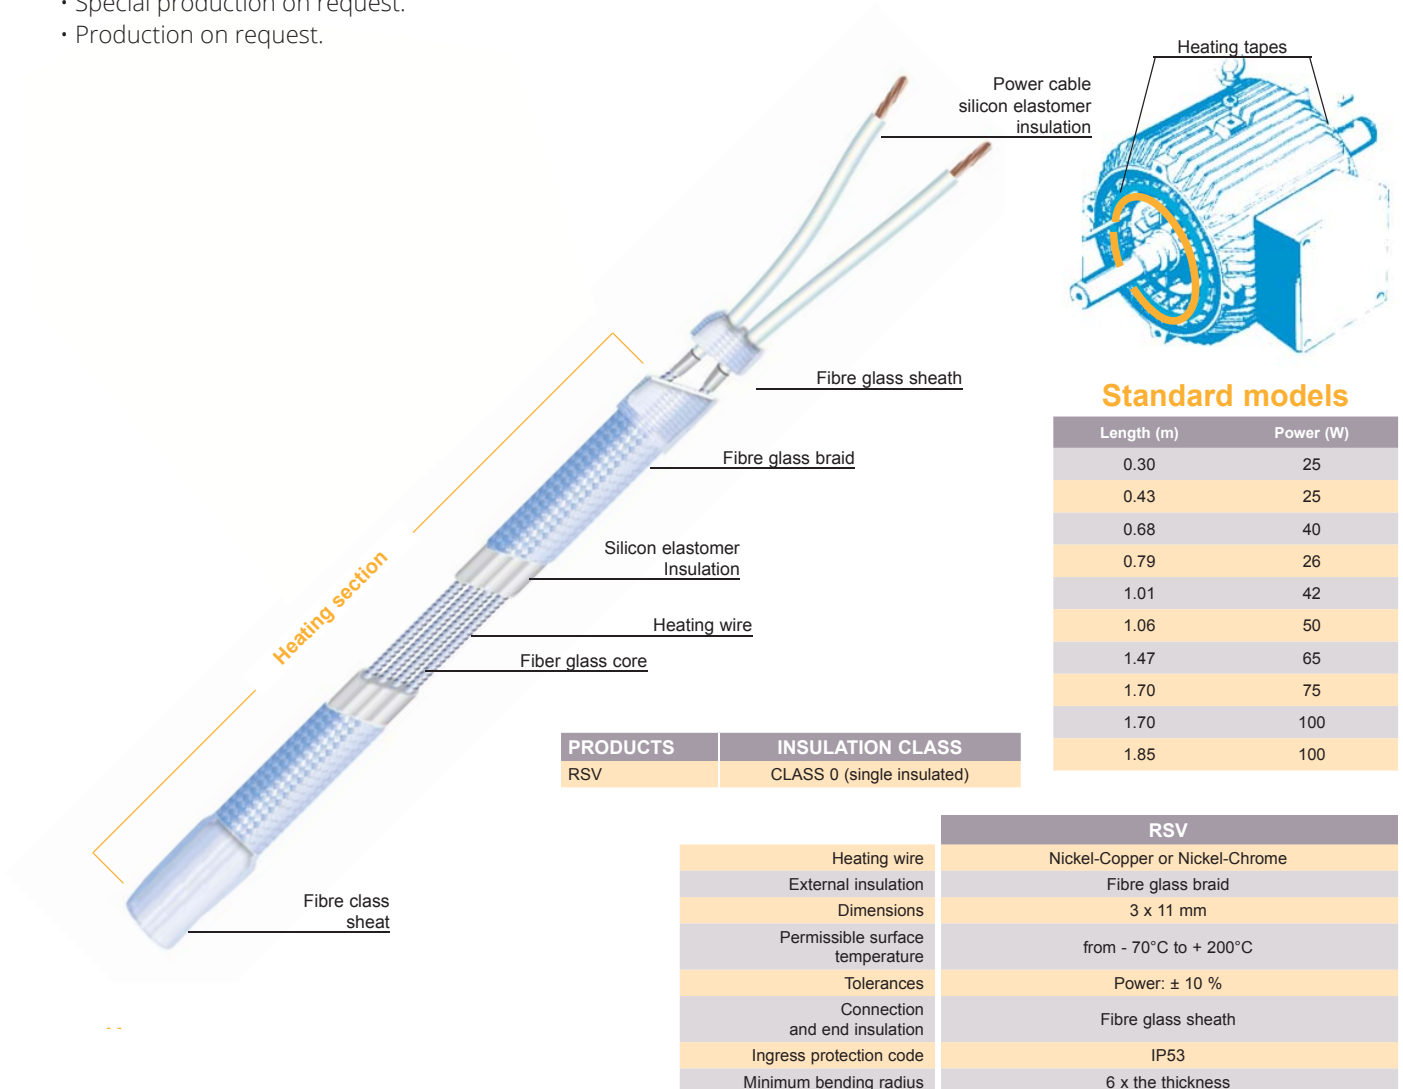 • Special production on request.
• Production on request.
Heating tapes
Power cable
silicon elastomer
insulation
Fibre glass sheath
Fibre glass braid
Silicon elastomer
Insulation
Heating wire
Fiber glass core
Heating section
Fibre class
sheat
Standard models
Length (m) Power (W)
0.30 25
0.43 25
0.68 40
0.79 26
1.01 42
1.06 50
1.47 65
1.70 75
1.70 100
1.85 100
PRODUCTS INSULATION CLASS
RSV CLASS 0 (single insulated)
RSV
Heating wire Nickel-Copper or Nickel-Chrome
External insulation Fibre glass braid
Dimensions 3 x 11 mm
Permissible surface
temperature from - 70°C to + 200°C
Tolerances Power: ± 10 %
Connection
and end insulation Fibre glass sheath
Ingress protection code IP53
Minimum bending radius 6 x the thickness